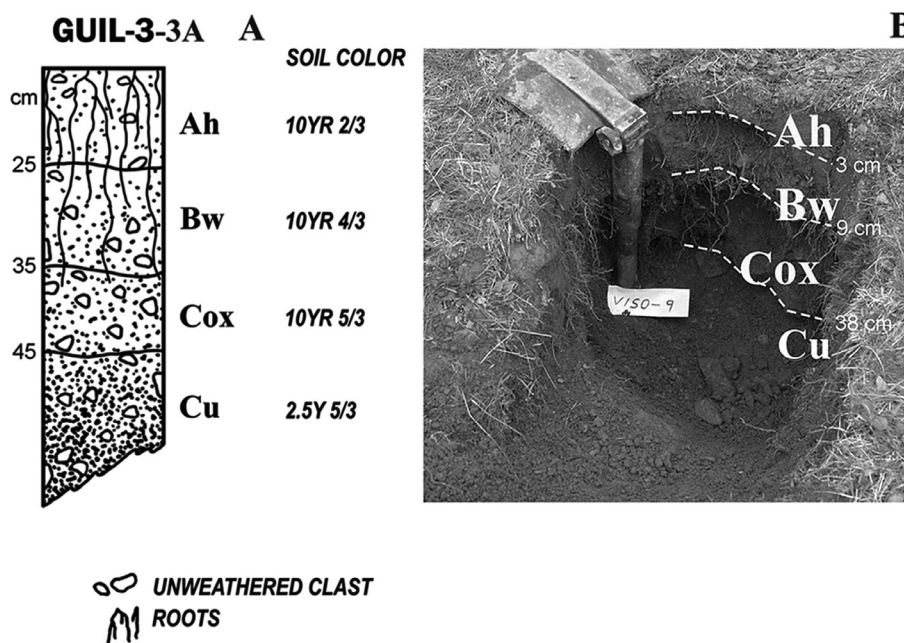 GUIL-3-3A A
SOIL COLOR
cm
Ah 10YR 2/3
25
Bw 10YR 4/3
35
Cox 10YR 5/3
45
Cu 2.5Y 5/3
UNWEATHERED CLAST
ROOTS
B
Ah
3 cm
Bw
9 cm
Cox
VISO-9
38 cm
Cu